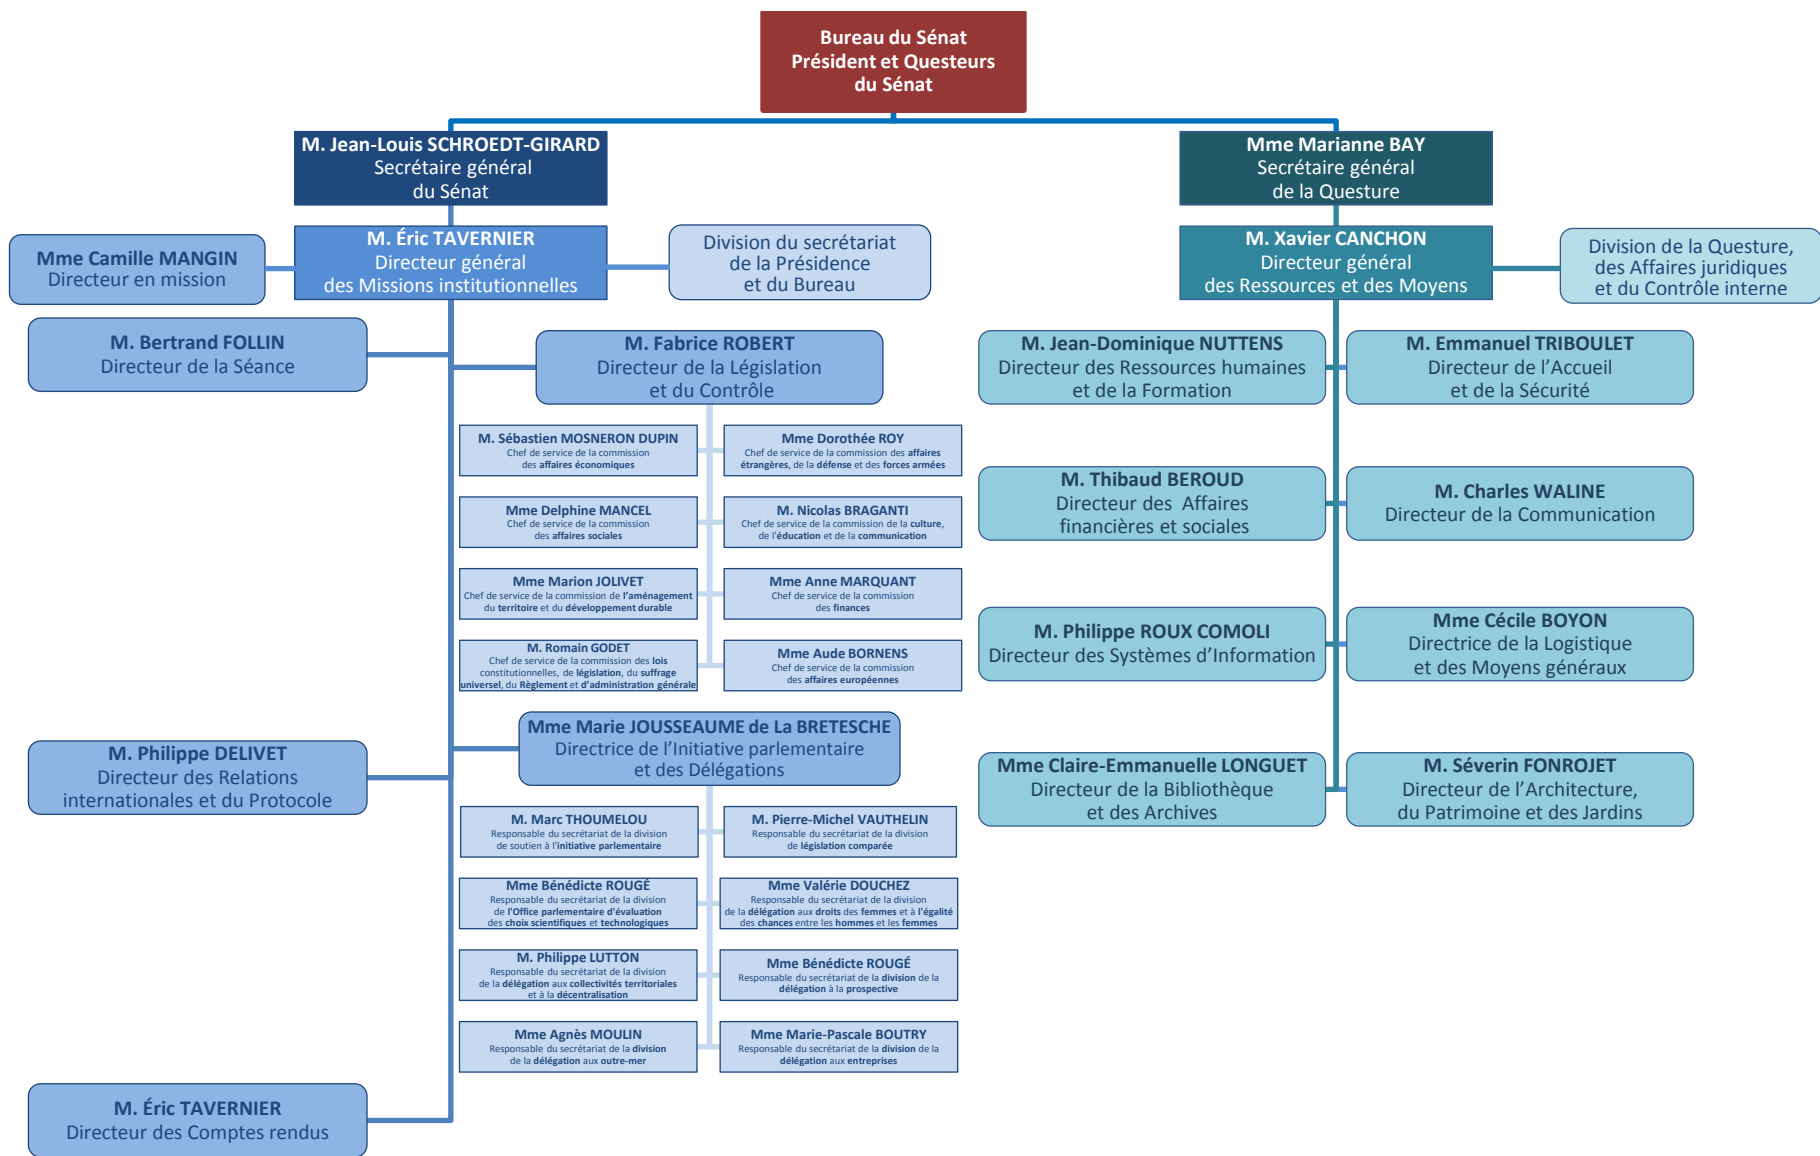 Bureau du Sénat
Président et Questeurs
du Sénat
M. Jean-Louis SCHROEDT-GIRARD
Secrétaire général
du Sénat
Mme Marianne BAY
Secrétaire général
de la Questure
Mme Camille MANGIN
Directeur en mission
M. Éric TAVERNIER
Directeur général
des Missions institutionnelles
Division du secrétariat
de la Présidence
et du Bureau
M. Xavier CANCHON
Directeur général
des Ressources et des Moyens
Division de la Questure,
des Affaires juridiques
et du Contrôle interne
M. Bertrand FOLLIN
Directeur de la Séance
M. Fabrice ROBERT
Directeur de la Législation
et du Contrôle
M. Sébastien MOSNERON DUPIN
Chef de service de la commission
des affaires économiques
Mme Dorothée ROY
Chef de service de la commission des affaires
étrangères, de la défense et des forces armées
Mme Delphine MANCEL
Chef de service de la commission
des affaires sociales
M. Nicolas BRAGANTI
Chef de service de la commission de la culture,
de l'éducation et de la communication
Mme Marion JOLIVET
Chef de service de la commission de l'aménagement
du territoire et du développement durable
Mme Anne MARQUANT
Chef de service de la commission
des finances
M. Romain GODET
Chef de service de la commission des lois
constitutionnelles, de législation, du suffrage
universel, du Règlement et d'administration générale
Mme Aude BORNENS
Chef de service de la commission
des affaires européennes
M. Philippe DELIVET
Directeur des Relations
internationales et du Protocole
Mme Marie JOUSSEAUME de La BRETESCHE
Directrice de l'Initiative parlementaire
et des Délégations
M. Marc THOUMELOU
Responsable du secrétariat de la division
de soutien à l'initiative parlementaire
M. Pierre-Michel VAUTHELIN
Responsable du secrétariat de la division
de législation comparée
Mme Bénédicte ROUGÉ
Responsable du secrétariat de la division
de l'Office parlementaire d'évaluation
des choix scientifiques et technologiques
Mme Valérie DOUCHEZ
Responsable du secrétariat de la division
de la délégation aux droits des femmes et à l'égalité
des chances entre les hommes et les femmes
M. Philippe LUTTON
Responsable du secrétariat de la division
de la délégation aux collectivités territoriales
et à la décentralisation
Mme Bénédicte ROUGÉ
Responsable du secrétariat de la division de la
délégation à la prospective
Mme Agnès MOULIN
Responsable du secrétariat de la division
de la délégation aux outre-mer
Mme Marie-Pascale BOUTRY
Responsable du secrétariat de la division de la
délégation aux entreprises
M. Éric TAVERNIER
Directeur des Comptes rendus
M. Jean-Dominique NUTTENS
Directeur des Ressources humaines
et de la Formation
M. Emmanuel TRIBOULET
Directeur de l'Accueil
et de la Sécurité
M. Thibaud BEROUD
Directeur des Affaires
financières et sociales
M. Charles WALINE
Directeur de la Communication
M. Philippe ROUX COMOLI
Directeur des Systèmes d'Information
Mme Cécile BOYON
Directrice de la Logistique
et des Moyens généraux
Mme Claire-Emmanuelle LONGUET
Directeur de la Bibliothèque
et des Archives
M. Séverin FONROJET
Directeur de l'Architecture,
du Patrimoine et des Jardins